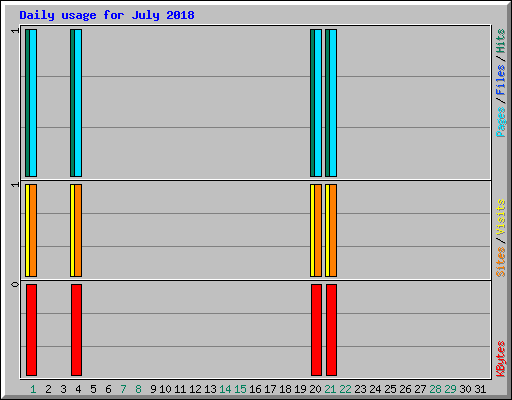 Daily usage for July 2018
1
1
0
Pages / Files / Hits
Sites / Visits
KBytes
1 2 3 4 5 6 7 8 9 10 11 12 13 14 15 16 17 18 19 20 21 22 23 24 25 26 27 28 29 30 31